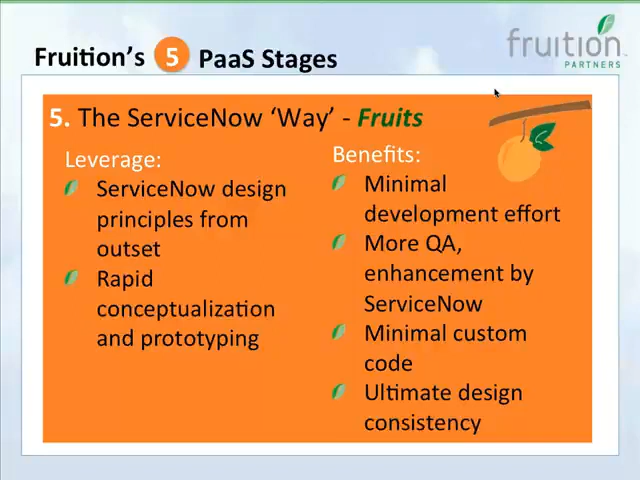 Fruition's 5 PaaS Stages
fruition
PARTNERS
5. The ServiceNow ‘Way’ - Fruits
Leverage:
ServiceNow design
principles from
outset
Rapid
conceptualization
and prototyping
Benefits:
Minimal
development effort
More QA,
enhancement by
ServiceNow
Minimal custom
code
Ultimate design
consistency